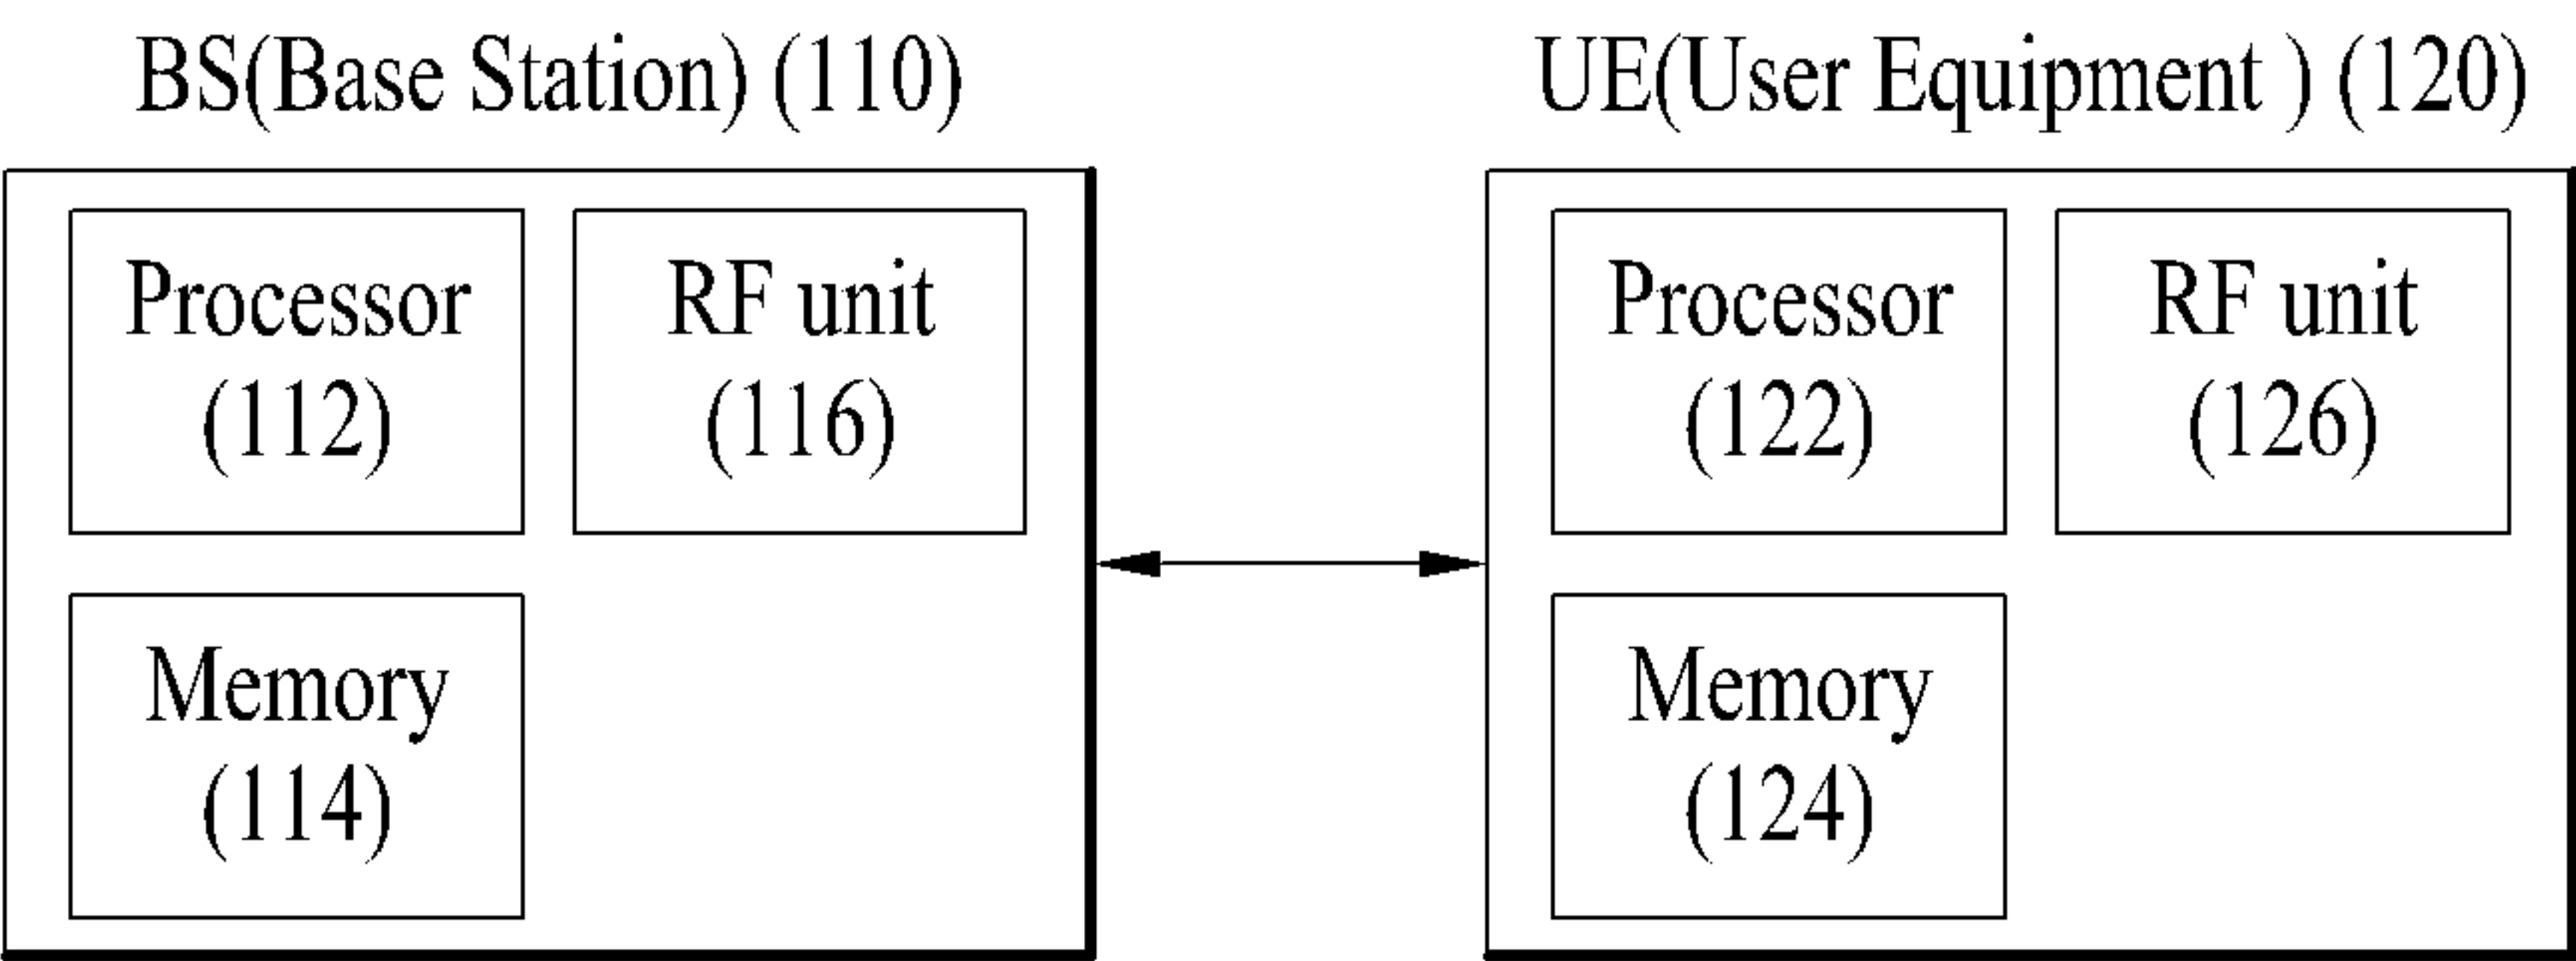 BS(Base Station) (110)
Processor
(112)
RF unit
(116)
Memory
(114)
UE(User Equipment ) (120)
Processor
(122)
RF unit
(126)
Memory
(124)